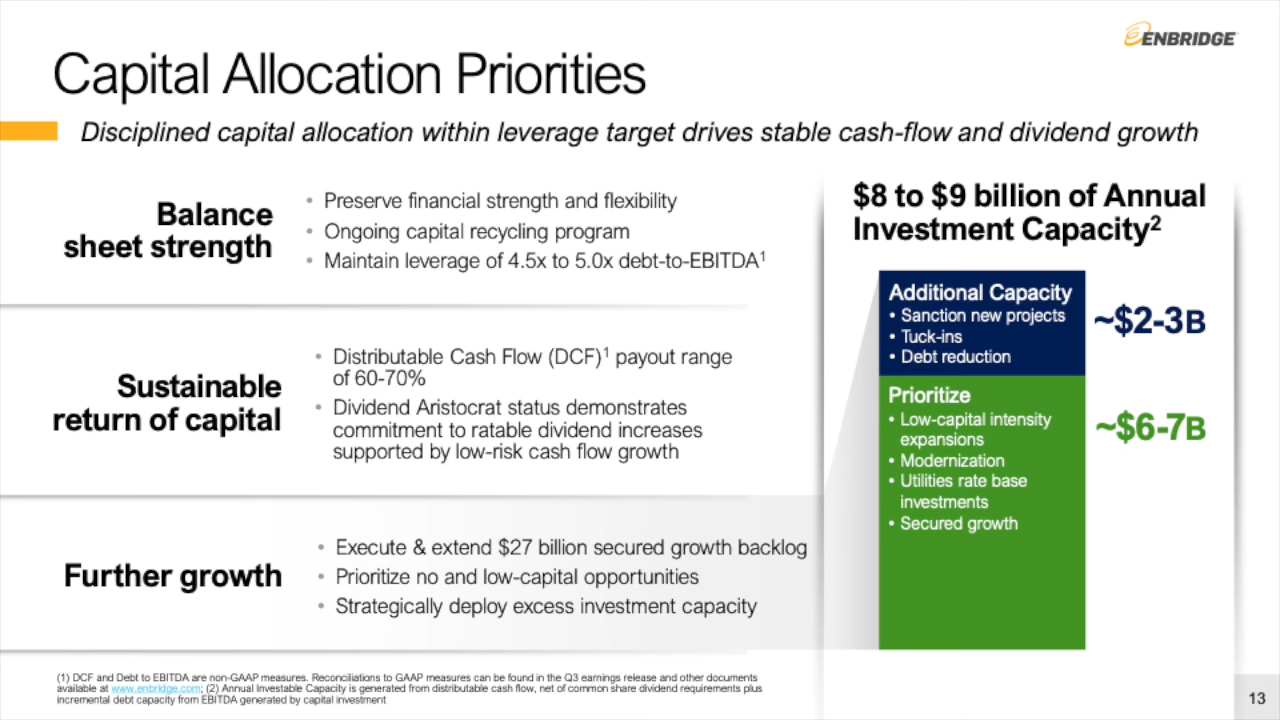 ENBRIDGE
Capital Allocation Priorities
Disciplined capital allocation within leverage target drives stable cash-flow and dividend growth
Balance
sheet strength
• Preserve financial strength and flexibility
• Ongoing capital recycling program
• Maintain leverage of 4.5x to 5.0x debt-to-EBITDA¹
Sustainable
return of capital
• Distributable Cash Flow (DCF)¹ payout range
of 60-70%
• Dividend Aristocrat status demonstrates
commitment to ratable dividend increases
supported by low-risk cash flow growth
Further growth
• Execute & extend $27 billion secured growth backlog
• Prioritize no and low-capital opportunities
• Strategically deploy excess investment capacity
$8 to $9 billion of Annual
Investment Capacity²
Additional Capacity
• Sanction new projects
• Tuck-ins
• Debt reduction
~$2-3B
Prioritize
• Low-capital intensity
expansions
• Modernization
• Utilities rate base
investments
• Secured growth
~$6-7B
(1) DCF and Debt to EBITDA are non-GAAP measures. Reconciliations to GAAP measures can be found in the Q3 earnings release and other documents
available at www.enbridge.com; (2) Annual Investable Capacity is generated from distributable cash flow, net of common share dividend requirements plus
incremental debt capacity from EBITDA generated by capital investment
13